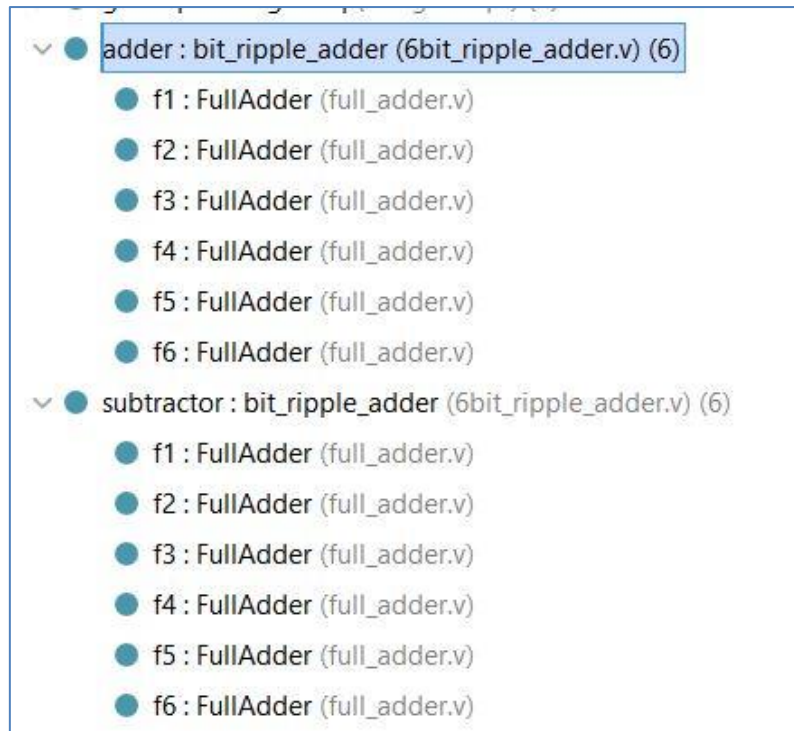 adder : bit_ripple_adder (6bit_ripple_adder.v) (6)
f1 : FullAdder (full_adder.v)
f2 : FullAdder (full_adder.v)
f3 : FullAdder (full_adder.v)
f4 : FullAdder (full_adder.v)
f5 : FullAdder (full_adder.v)
f6 : FullAdder (full_adder.v)
subtractor : bit_ripple_adder (6bit_ripple_adder.v) (6)
f1 : FullAdder (full_adder.v)
f2 : FullAdder (full_adder.v)
f3 : FullAdder (full_adder.v)
f4 : FullAdder (full_adder.v)
f5 : FullAdder (full_adder.v)
f6 : FullAdder (full_adder.v)